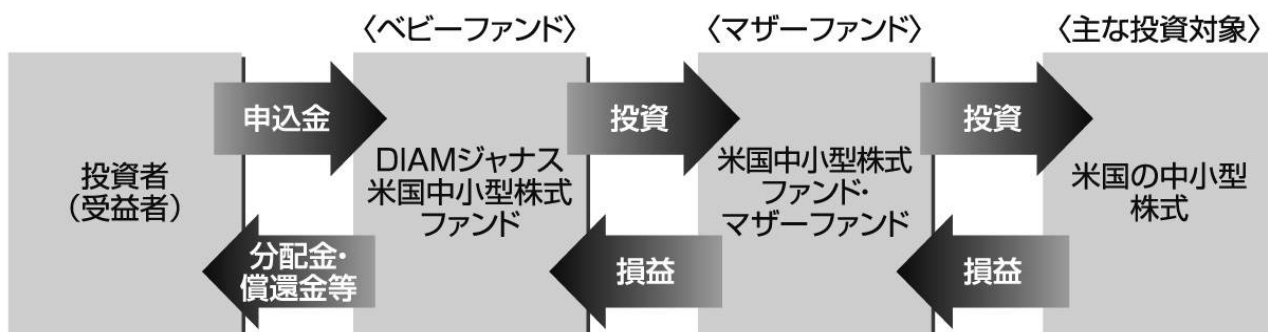 〈ベビーファンド〉
〈マザーファンド〉
〈主な投資対象〉
申込金
投資
投資
投資者
（受益者）
DIAMジャナス
米国中小型株式
ファンド
米国中小型株式
ファンド・
マザーファンド
米国の中小型
株式
分配金・
償還金等
損益
損益